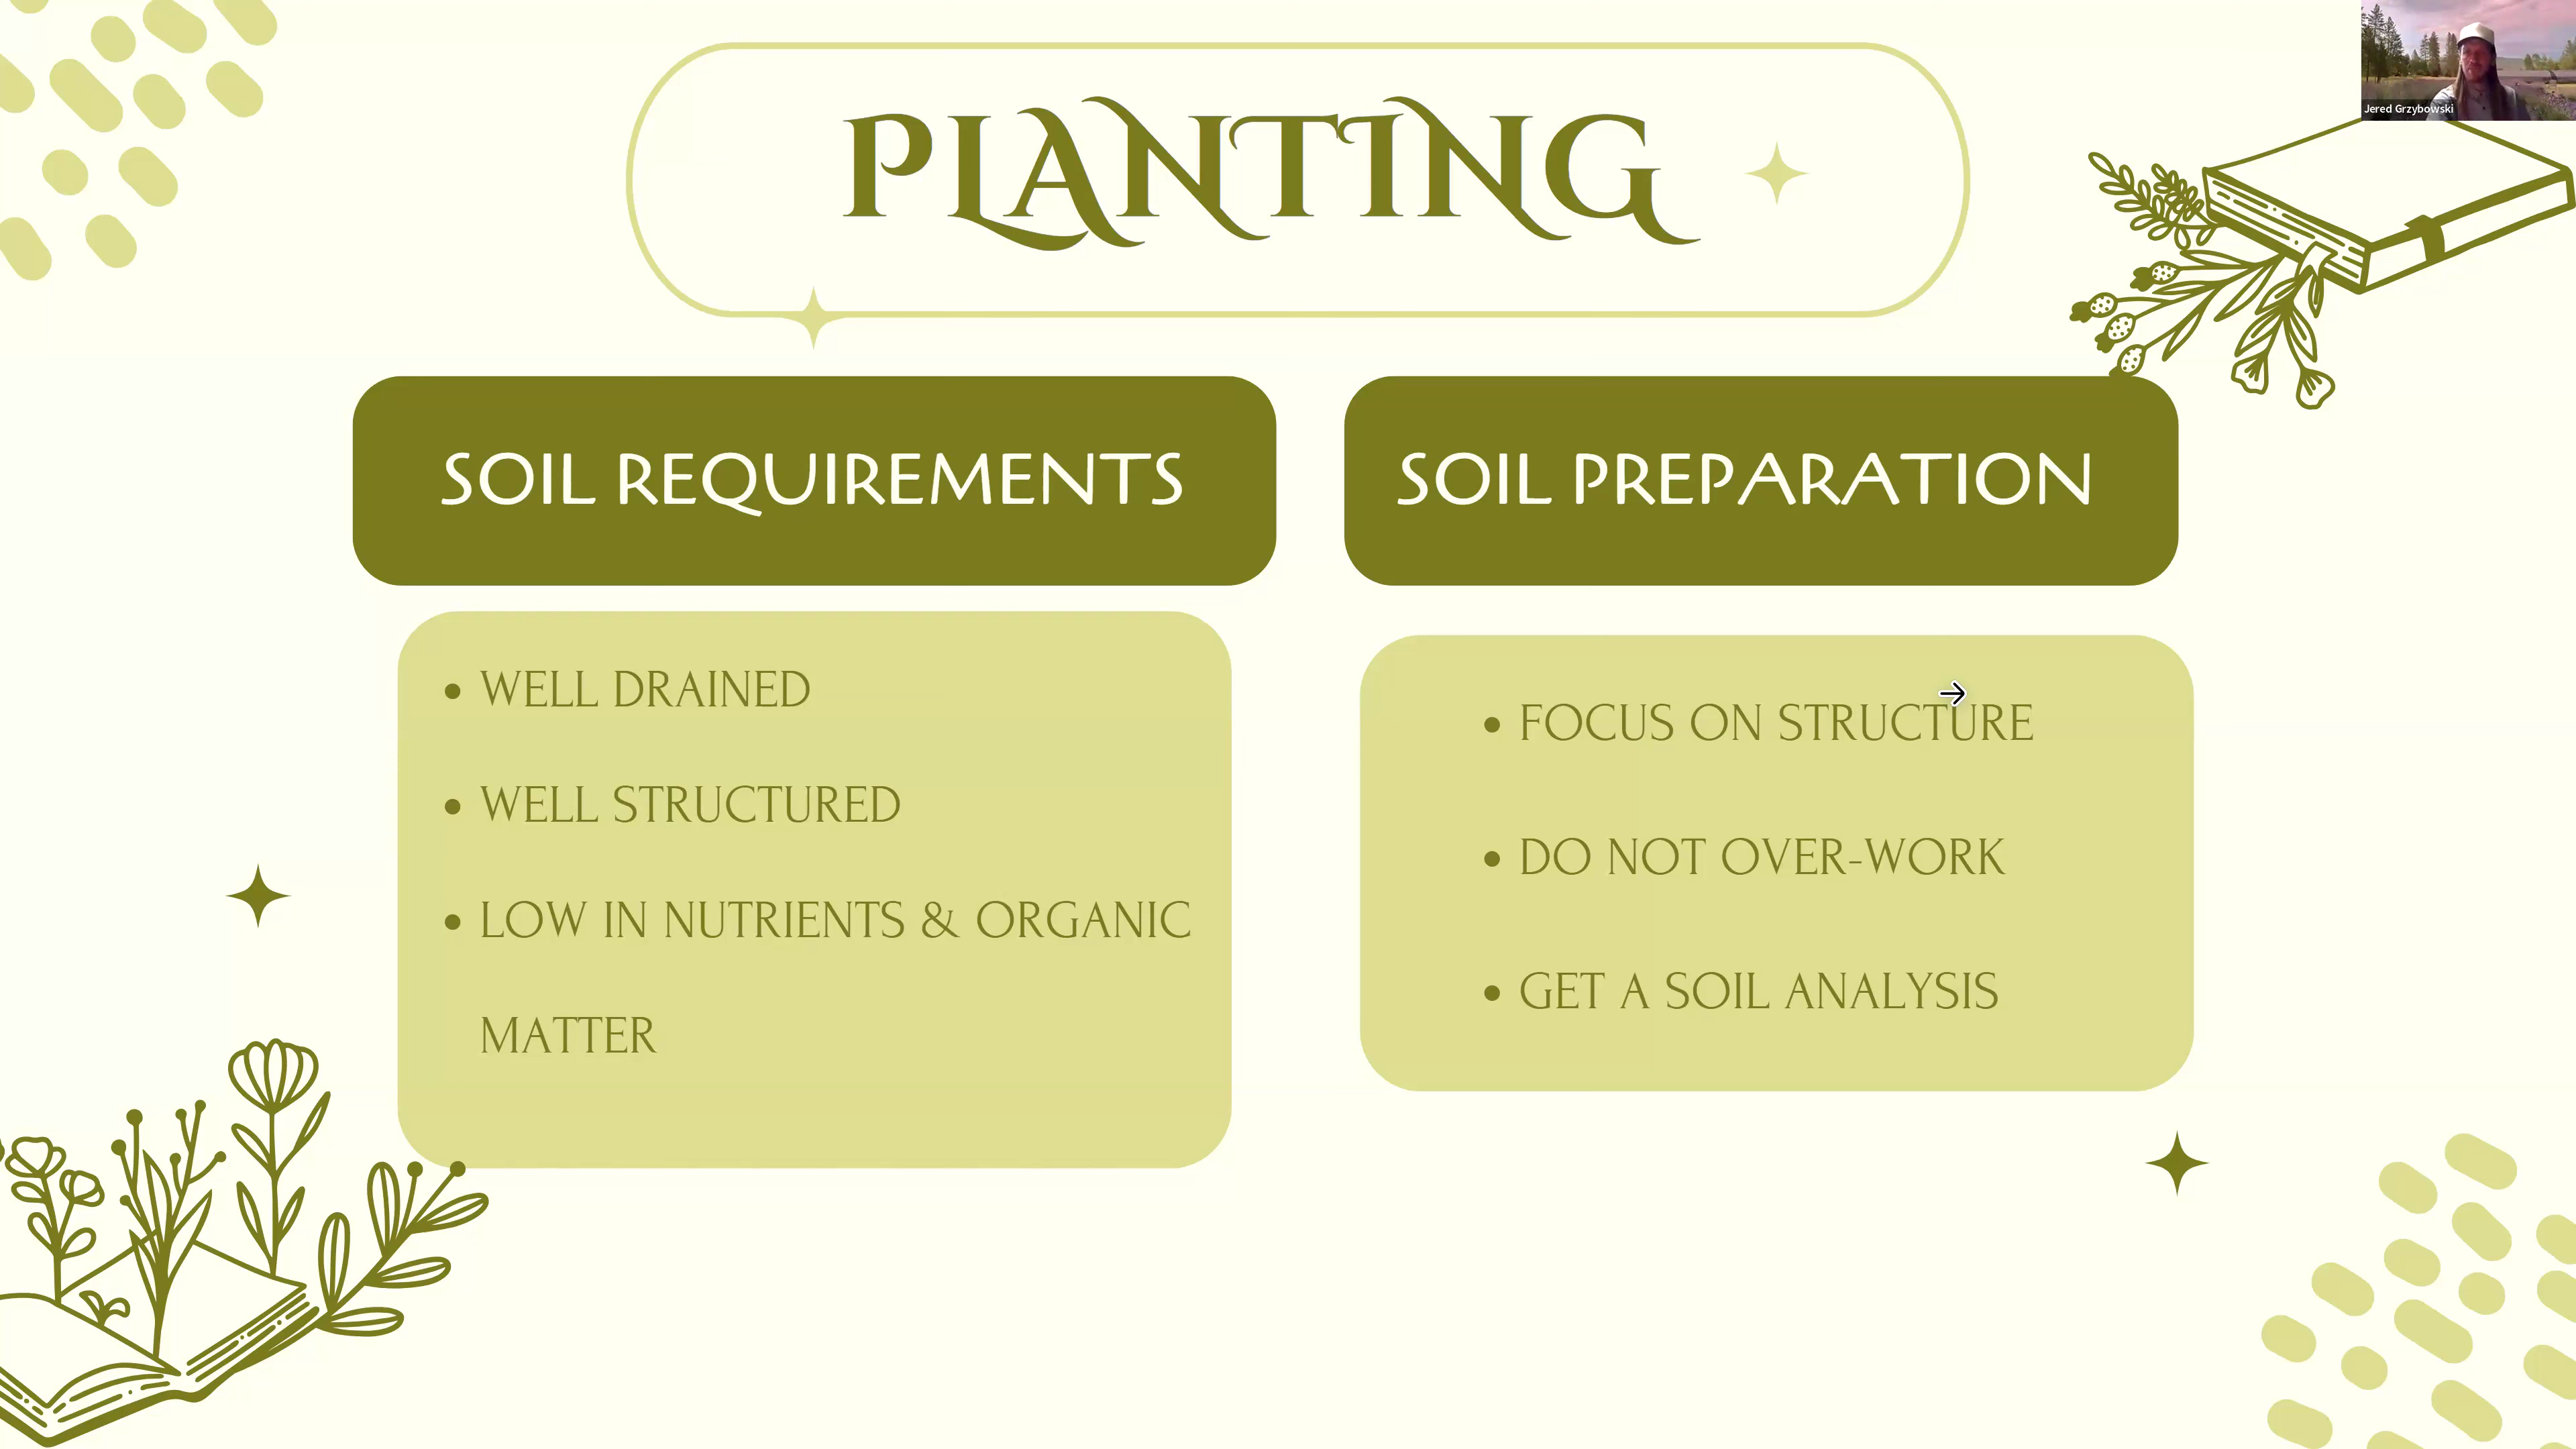 Jered Grzybowski
PLANTING
SOIL REQUIREMENTS
• WELL DRAINED
• WELL STRUCTURED
• LOW IN NUTRIENTS & ORGANIC
MATTER
SOIL PREPARATION
• FOCUS ON STRUCTURE
• DO NOT OVER-WORK
• GET A SOIL ANALYSIS